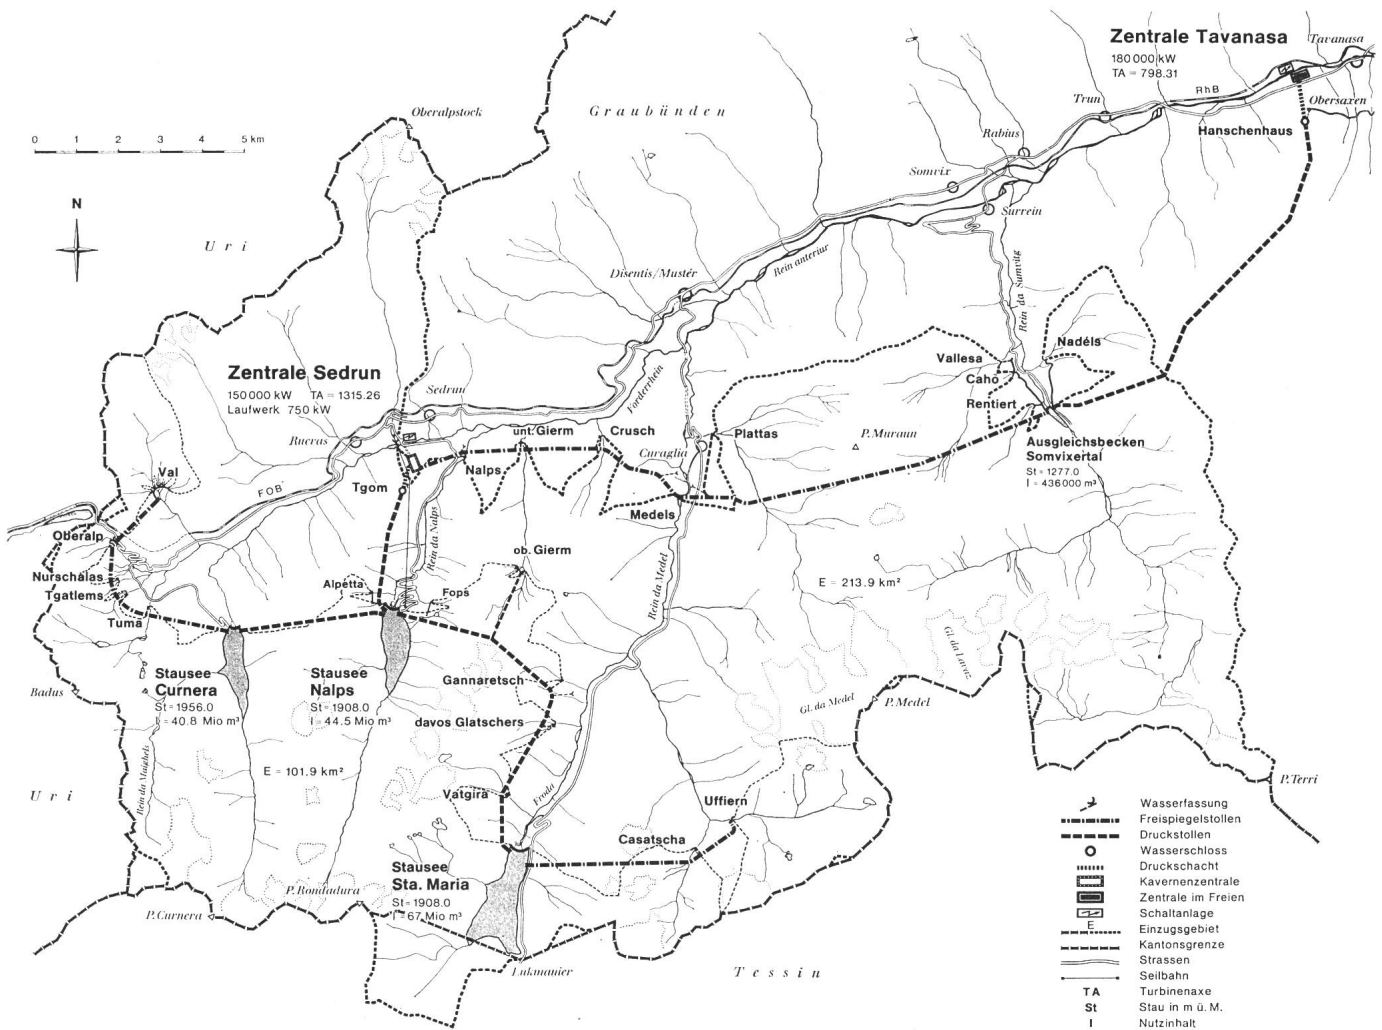 Zentrale Tavanasa
180 000 kW
TA = 798.31
Tavanasa
RhB
Trun
Obersaxen
Hanschenhaus
Oberalpstock
Graubünden
0 1 2 3 4 5 km
Rabius
Somvix
Surrein
N
Uri
Disentis/Mustér
Rein anteriur
Rein da Sumvitg
Nadéls
Vallesa
Caho
Rentiert
Zentrale Sedrun
150 000 kW TA = 1315.26
Laufwerk 750 kW
Sedrun
Vorderrhein
Rueras
unt. Gierm
Crusch
Plattas
P. Muraun
Curaglia
Ausgleichsbecken
Somvixertal
St = 1277.0
I = 436 000 m³
Val
Nalps
FOB
Tgom
Medels
Oberalp
Rein da Nalps
ob. Gierm
Nurschalas
Tgatlems
Alpetta
Fops
Rein da Medel
E = 213.9 km²
Tuma
Gl. da Lavaz
Stausee
Curnera
St = 1956.0
I = 40.8 Mio m³
Stausee
Nalps
St = 1908.0
I = 44.5 Mio m³
Gannaretsch
Badus
Gl. da Medel
P. Medel
davos Glatschers
Rein da Maighels
E = 101.9 km²
P. Terri
Uri
Vatgira
Froda
Uffiern
Casatscha
Stausee
Sta. Maria
St = 1908.0
I = 67 Mio m³
P. Rondadura
P. Curnera
Lukmanier
Tessin
Wasserfassung
Freispiegelstollen
Druckstollen
Wasserschloss
Druckschacht
Kavernenzentrale
Zentrale im Freien
Schaltanlage
E Einzugsgebiet
Kantonsgrenze
Strassen
Seilbahn
TA Turbinenaxe
St Stau in m ü. M.
I Nutzinhalt